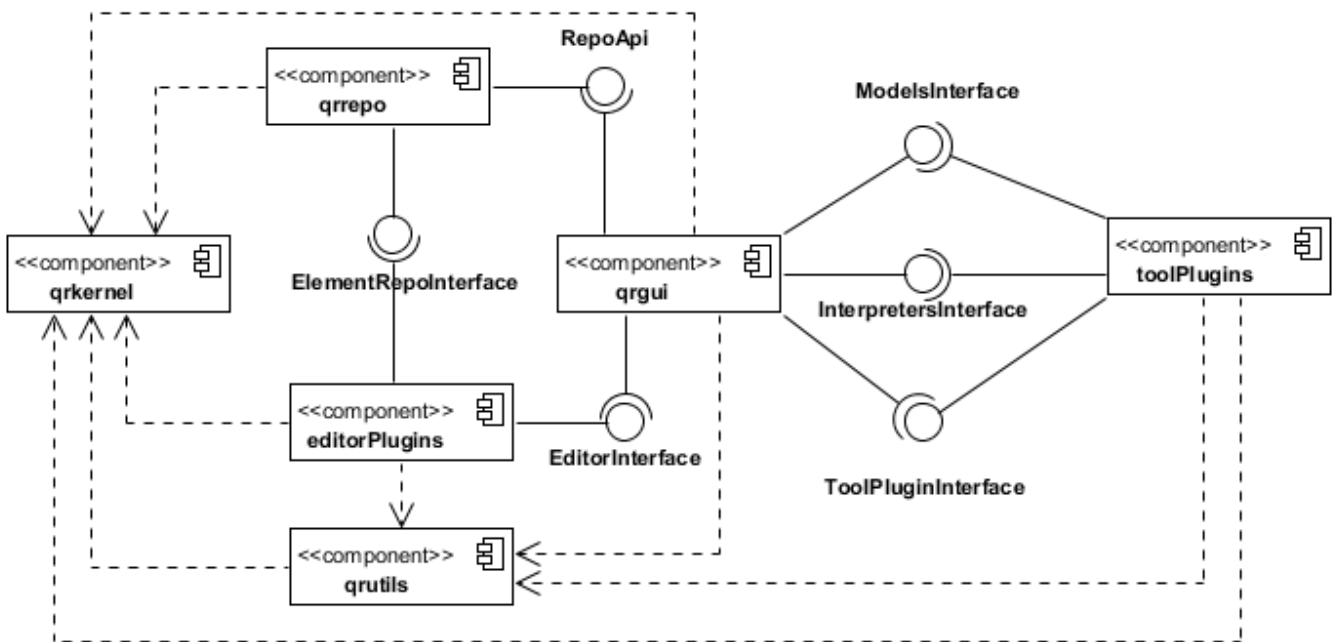 RepoApi
<<component>>
qrrepo
ModelsInterface
<<component>>
qrkernel
ElementRepoInterface
<<component>>
qrgui
<<component>>
toolPlugins
InterpretersInterface
<<component>>
editorPlugins
EditorInterface
ToolPluginInterface
<<component>>
qrutils